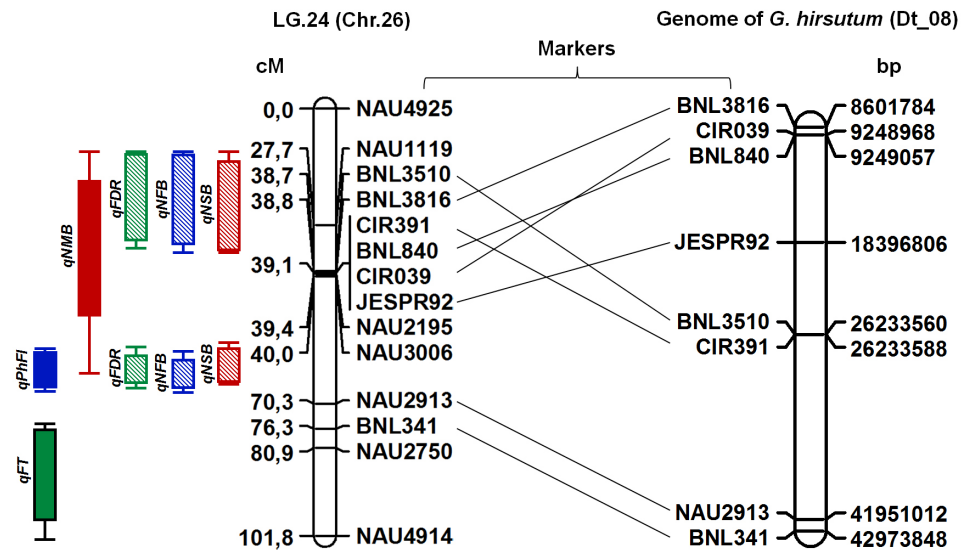 LG.24 (Chr.26)
Genome of G. hirsutum (Dt_08)
Markers
cM
bp
0,0 NAU4925
27,7 NAU1119
38,7 BNL3510
38,8 BNL3816
CIR391
BNL840
39,1
CIR039
JESPR92
39,4 NAU2195
40,0 NAU3006
70,3 NAU2913
76,3 BNL341
80,9 NAU2750
101,8 NAU4914
BNL3816 8601784
CIR039 9248968
BNL840 9249057
JESPR92 18396806
BNL3510 26233560
CIR391 26233588
NAU2913 41951012
BNL341 42973848
qNMB
qFDR
qNFB
qNSB
qPhFI
qFDR
qNFB
qNSB
qFT